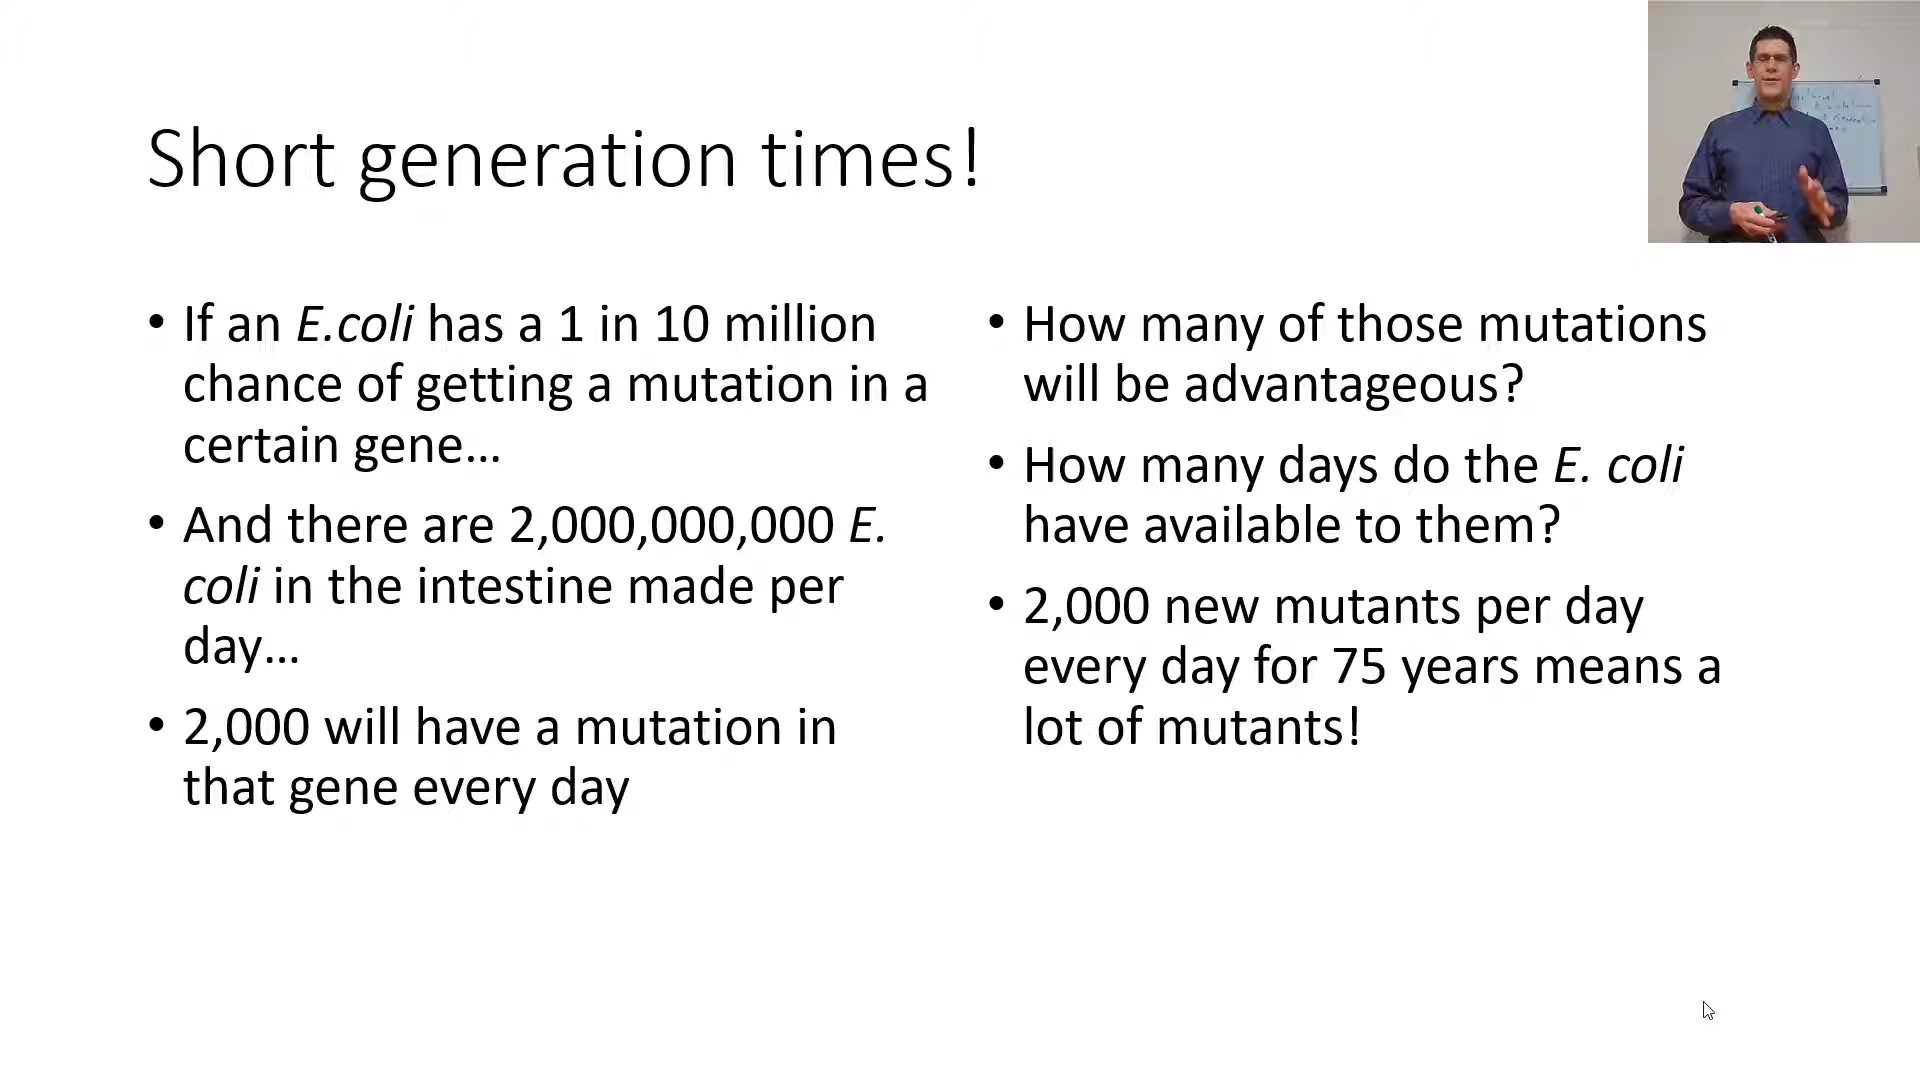 Short generation times!
• If an E.coli has a 1 in 10 million
chance of getting a mutation in a
certain gene…
• And there are 2,000,000,000 E.
coli in the intestine made per
day…
• 2,000 will have a mutation in
that gene every day
• How many of those mutations
will be advantageous?
• How many days do the E. coli
have available to them?
• 2,000 new mutants per day
every day for 75 years means a
lot of mutants!